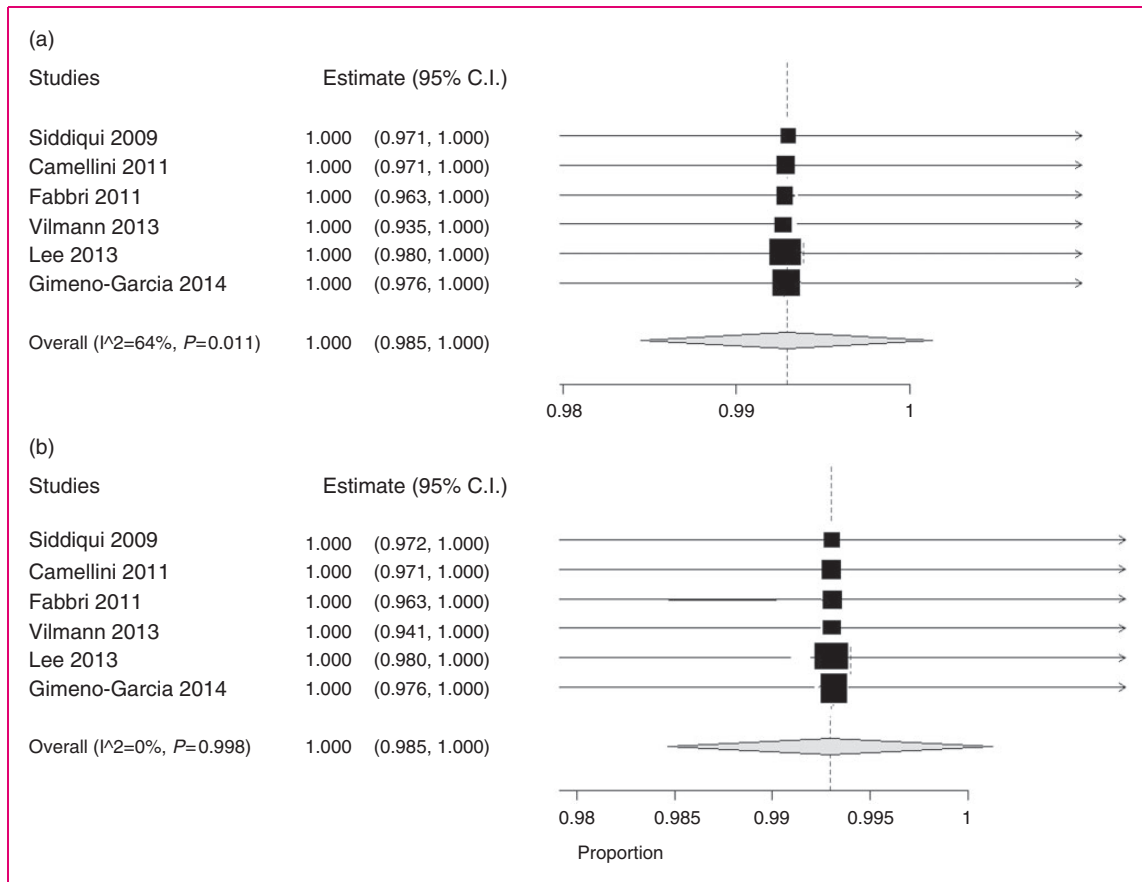 (a)
Studies Estimate (95% C.I.)
Siddiqui 2009 1.000 (0.971, 1.000)
Camellini 2011 1.000 (0.971, 1.000)
Fabbri 2011 1.000 (0.963, 1.000)
Vilmann 2013 1.000 (0.935, 1.000)
Lee 2013 1.000 (0.980, 1.000)
Gimeno-Garcia 2014 1.000 (0.976, 1.000)
Overall (I^2=64%, P=0.011) 1.000 (0.985, 1.000)
0.98 0.99 1
(b)
Studies Estimate (95% C.I.)
Siddiqui 2009 1.000 (0.972, 1.000)
Camellini 2011 1.000 (0.971, 1.000)
Fabbri 2011 1.000 (0.963, 1.000)
Vilmann 2013 1.000 (0.941, 1.000)
Lee 2013 1.000 (0.980, 1.000)
Gimeno-Garcia 2014 1.000 (0.976, 1.000)
Overall (I^2=0%, P=0.998) 1.000 (0.985, 1.000)
0.98 0.985 0.99 0.995 1
Proportion